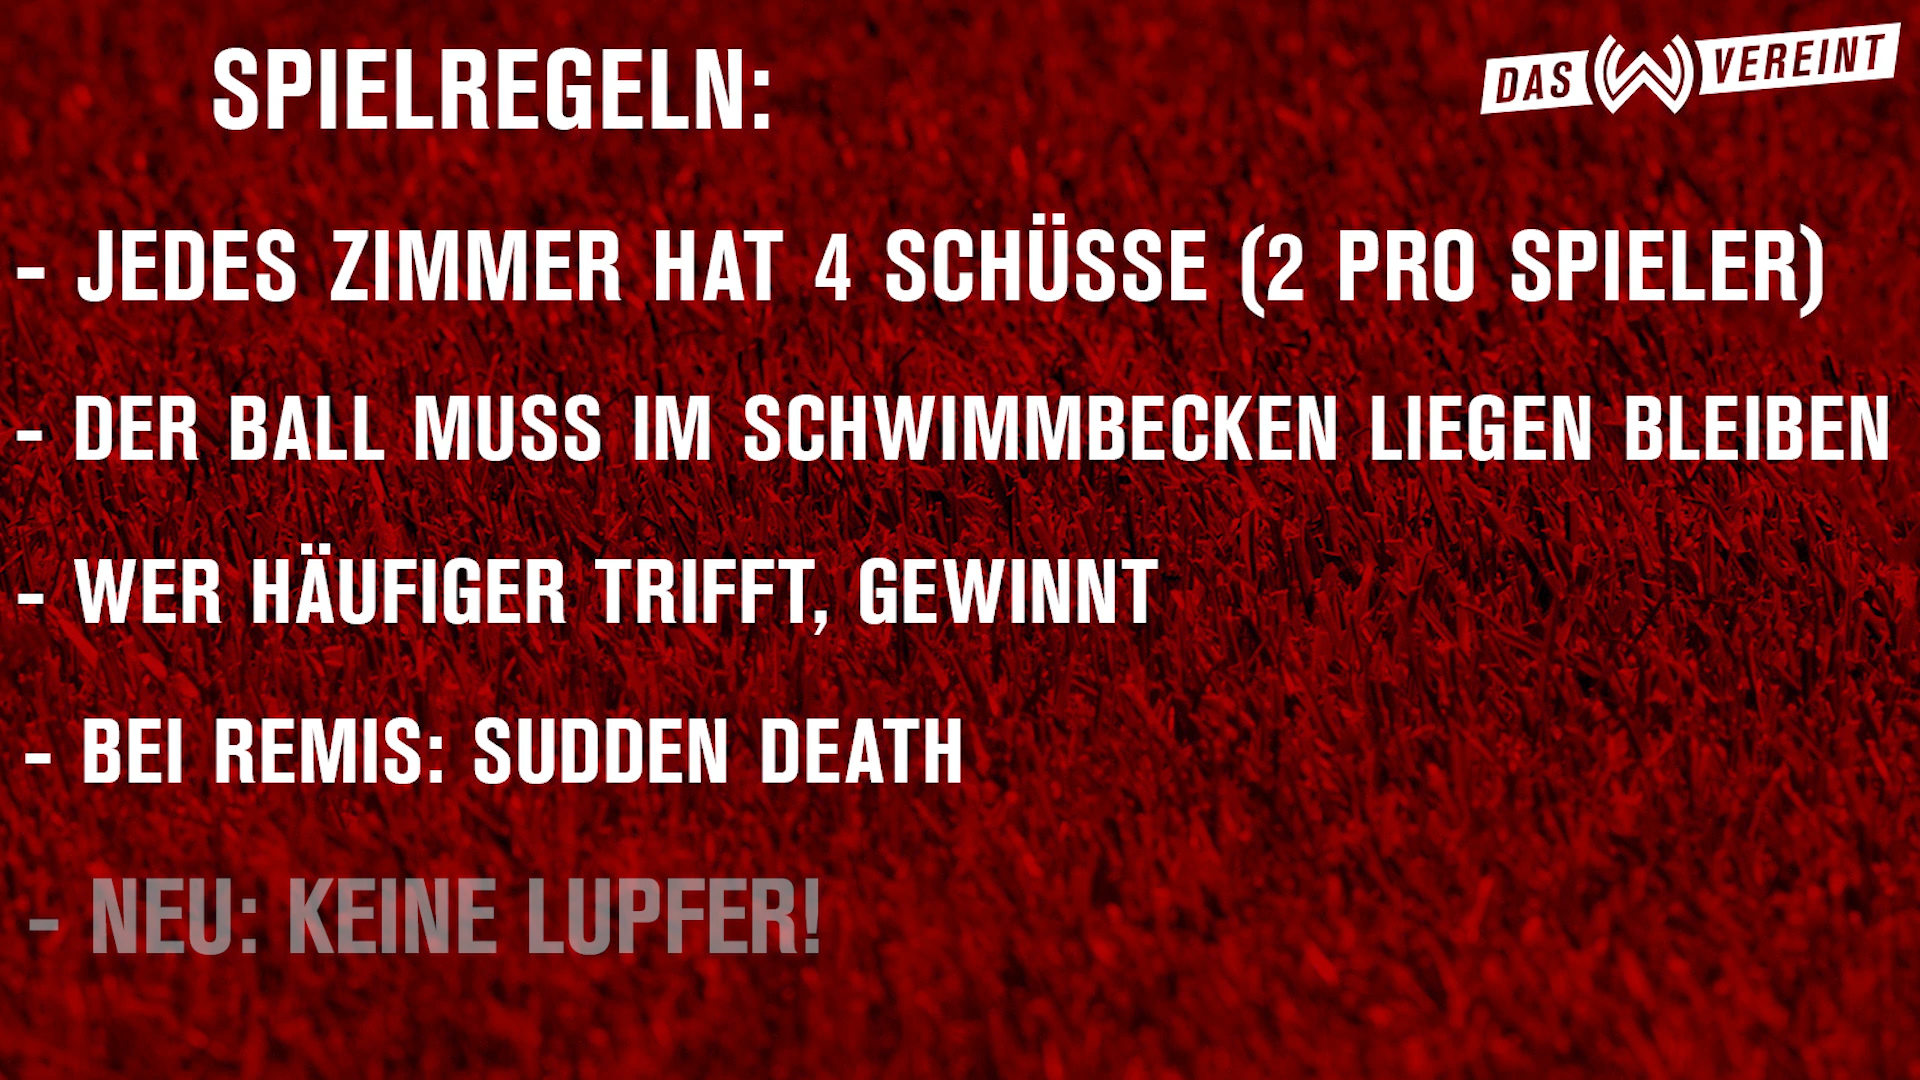 SPIELREGELN:
DAS W VEREINT
- JEDES ZIMMER HAT 4 SCHÜSSE (2 PRO SPIELER)
- DER BALL MUSS IM SCHWIMMBECKEN LIEGEN BLEIBEN
- WER HÄUFIGER TRIFFT, GEWINNT
- BEI REMIS: SUDDEN DEATH
- NEU: KEINE LUPFER!